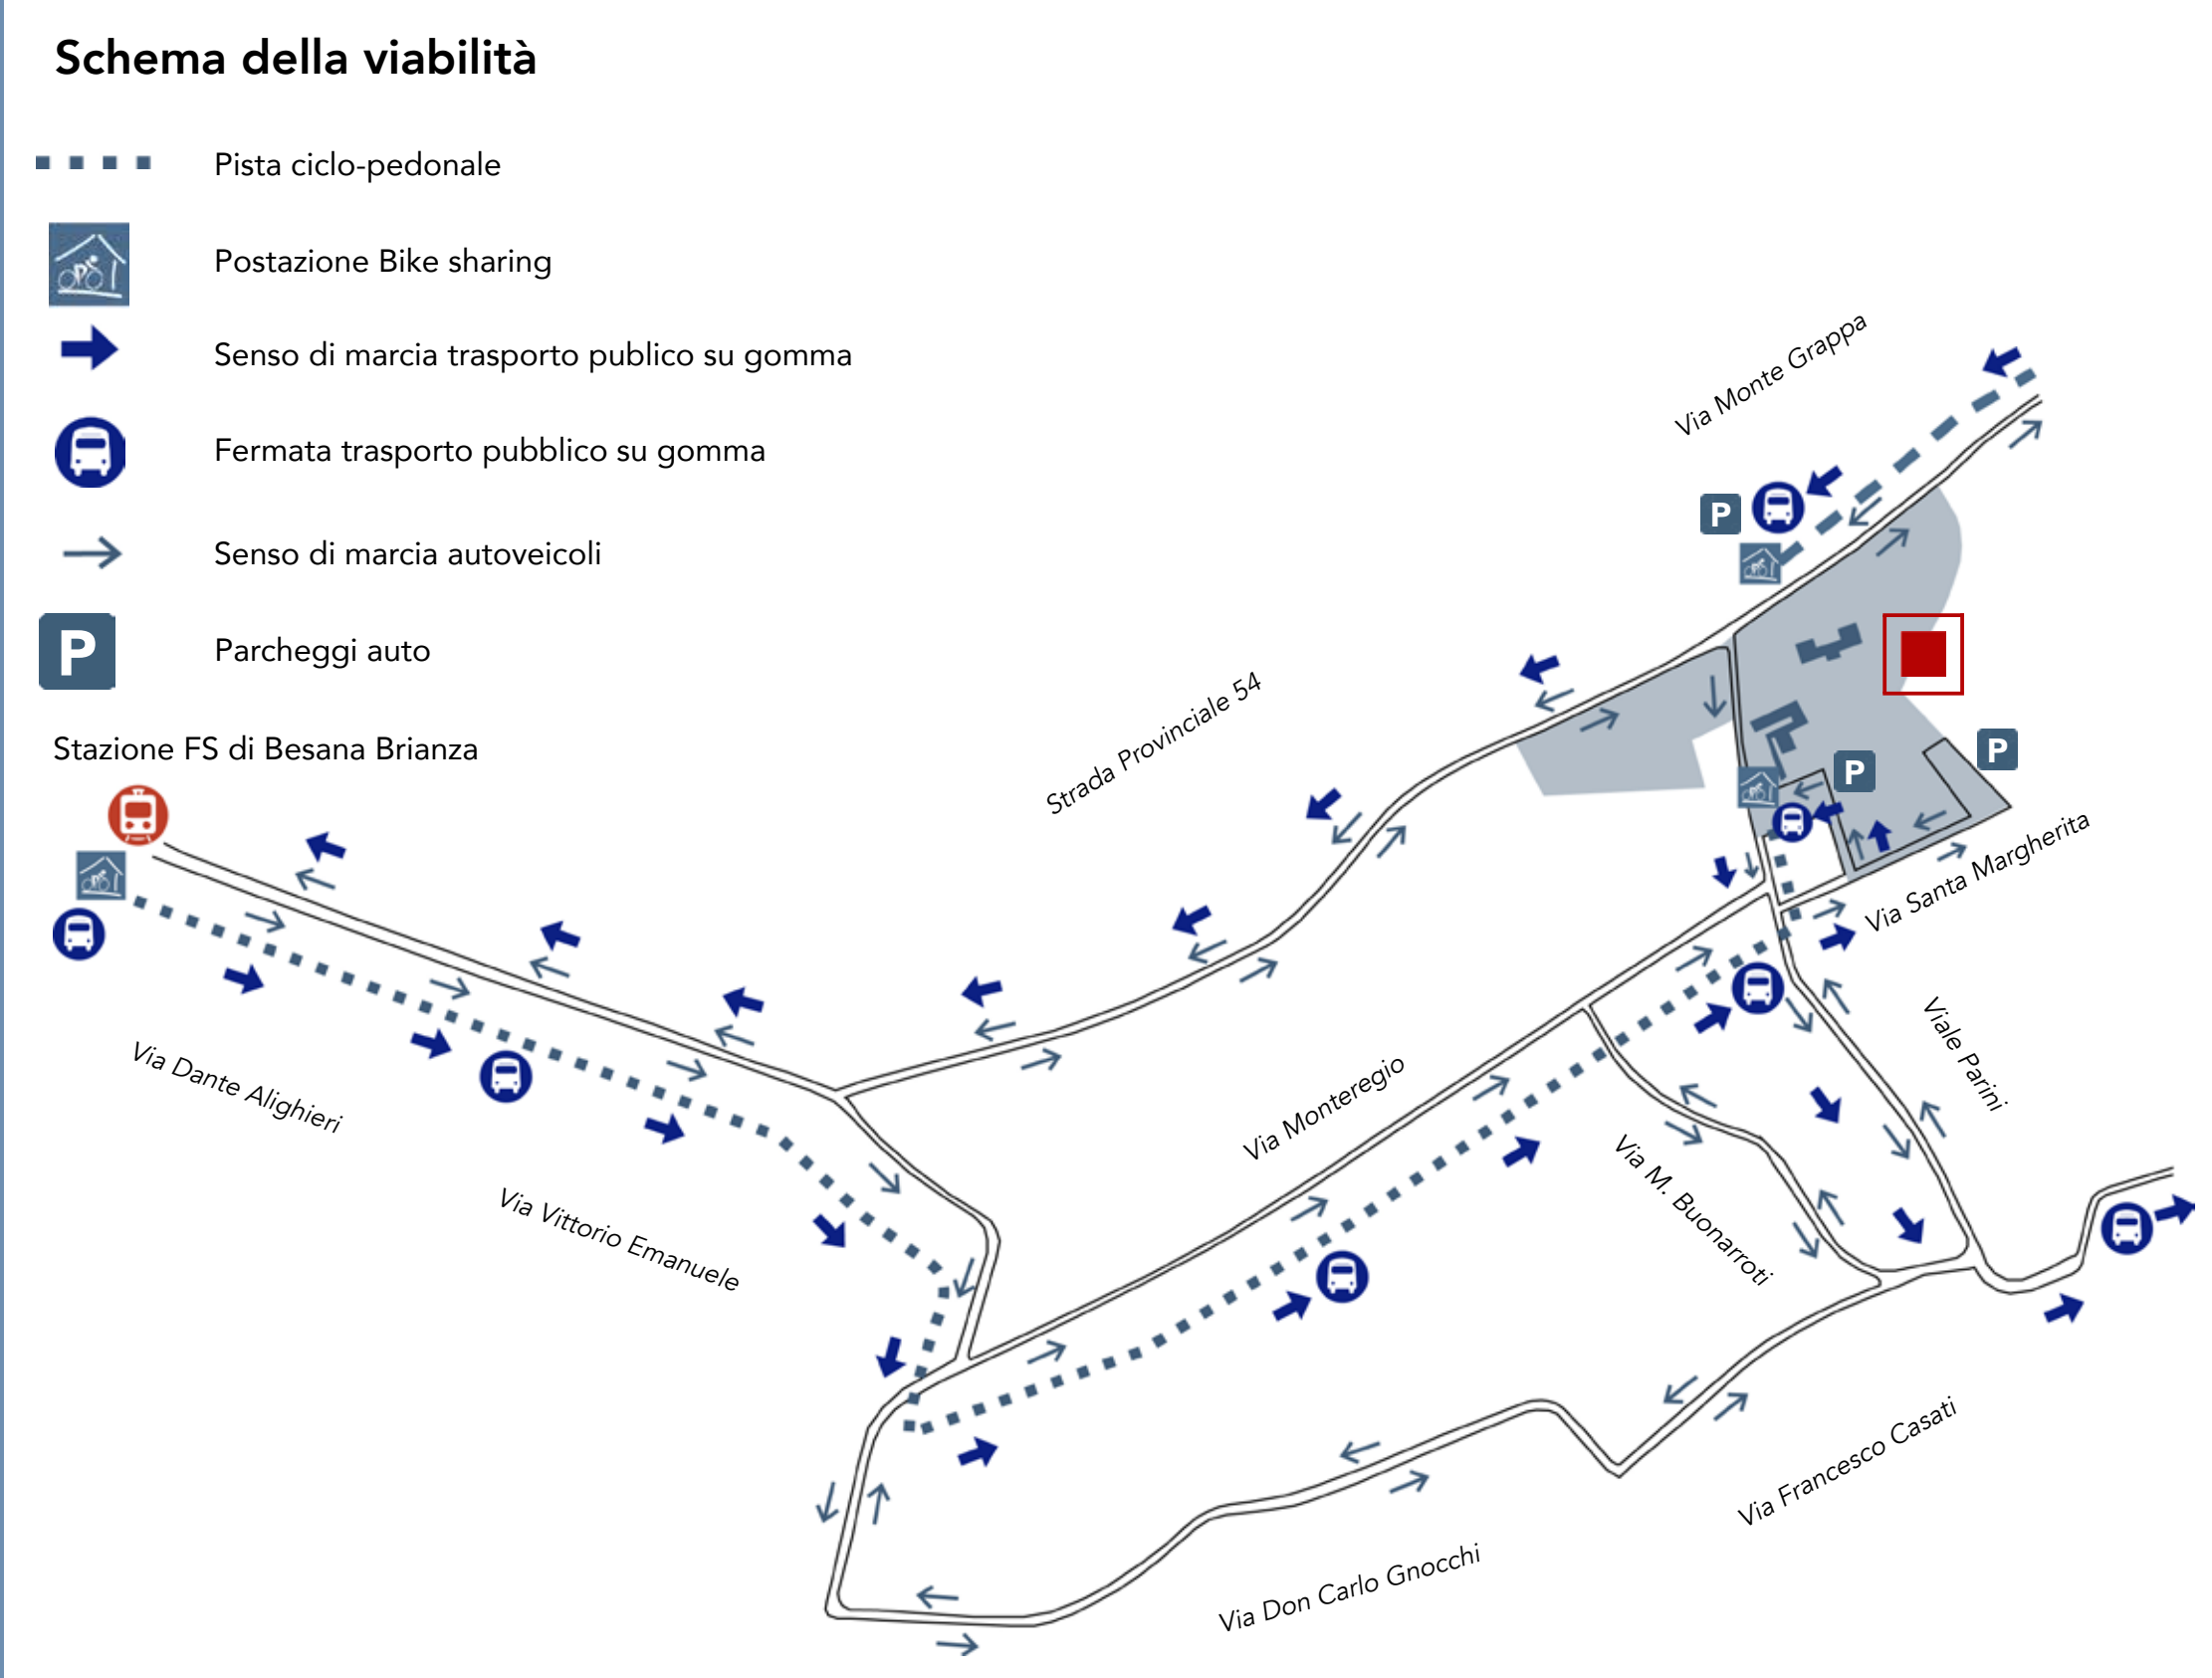 Schema della viabilità
Pista ciclo-pedonale
Postazione Bike sharing
Senso di marcia trasporto publico su gomma
Fermata trasporto pubblico su gomma
Senso di marcia autoveicoli
P
Parcheggi auto
Stazione FS di Besana Brianza
Via Monte Grappa
P
Strada Provinciale 54
P
P
Via Santa Margherita
Via Dante Alighieri
Via Vittorio Emanuele
Via Monteregio
Viale Parini
Via M. Buonarroti
Via Francesco Casati
Via Don Carlo Gnocchi